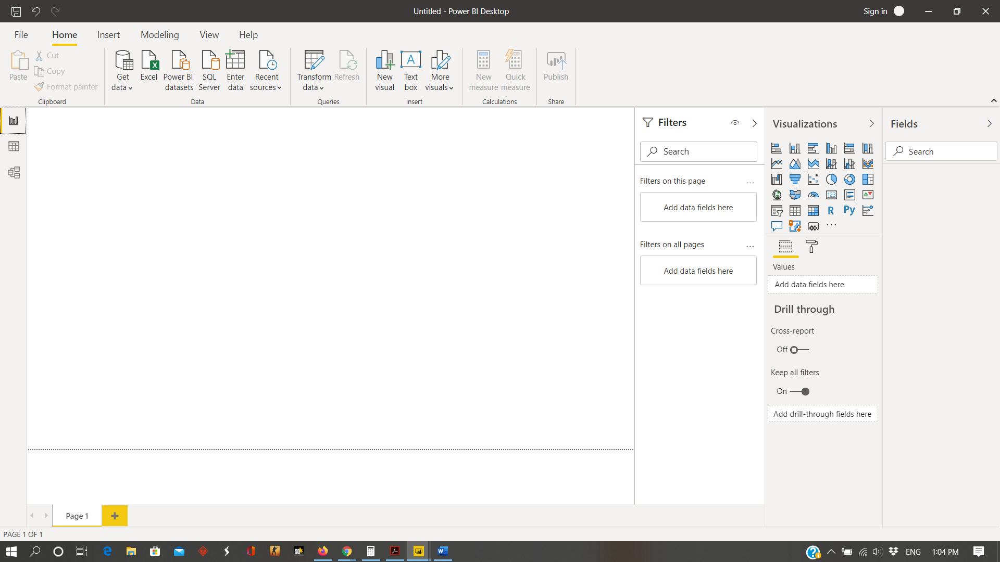 Untitled - Power BI Desktop
Sign in
File Home Insert Modeling View Help
Paste
Cut
Copy
Format painter
Clipboard
Get data
Excel
Power BI datasets
SQL Server
Enter data
Recent sources
Data
Transform data
Refresh
Queries
New visual
Text box
More visuals
Insert
New measure
Quick measure
Calculations
Publish
Share
Filters
Search
Filters on this page
...
Add data fields here
Filters on all pages
...
Add data fields here
Visualizations
123
R
Py
...
Values
Add data fields here
Drill through
Cross-report
Off
Keep all filters
On
Add drill-through fields here
Fields
Search
Page 1
PAGE 1 OF 1
ENG
1:04 PM